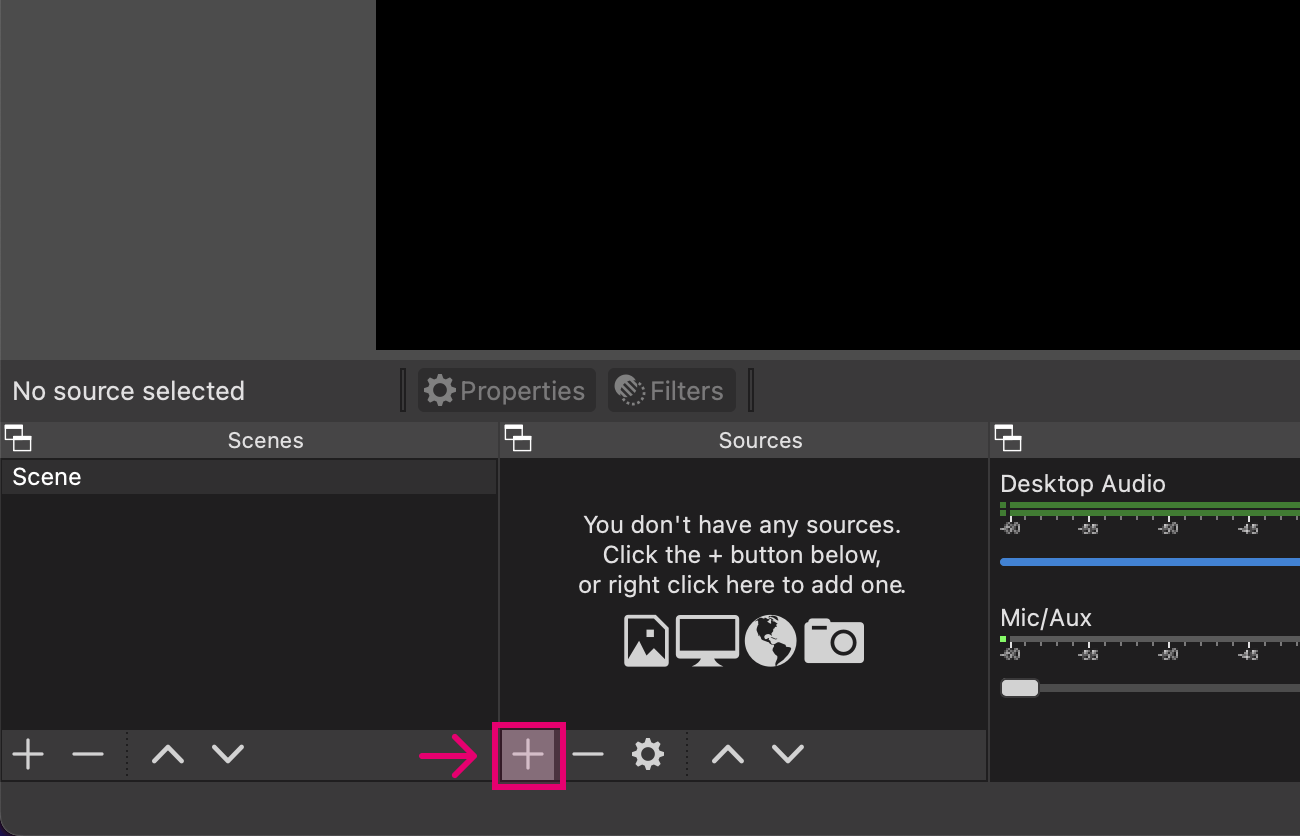 No source selected
Properties
Filters
Scenes
Sources
Scene
You don't have any sources.
Click the + button below,
or right click here to add one.
Desktop Audio
-60 -55 -50 -45
Mic/Aux
-60 -55 -50 -45